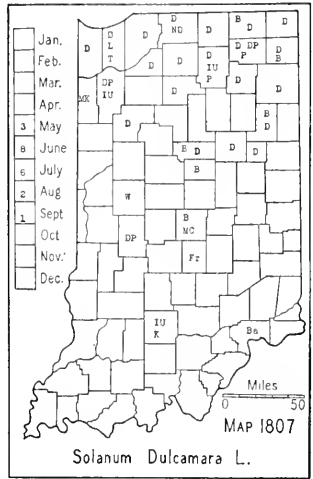 Jan.
Feb.
Mar.
Apr.
3 May
8 June
6 July
2 Aug
1 Sept
Oct
Nov.
Dec.
D
D
L
T
D
D
ND
D
B
D
D
D
D
D
IU
P
D DP
P
D
B
MK
DP
IU
D
D
D
D
B
D
B
D
D
D
B
W
DP
B
MC
Fr
IU
K
Ba
Miles
0 50
MAP 1807
Solanum Dulcamara L.